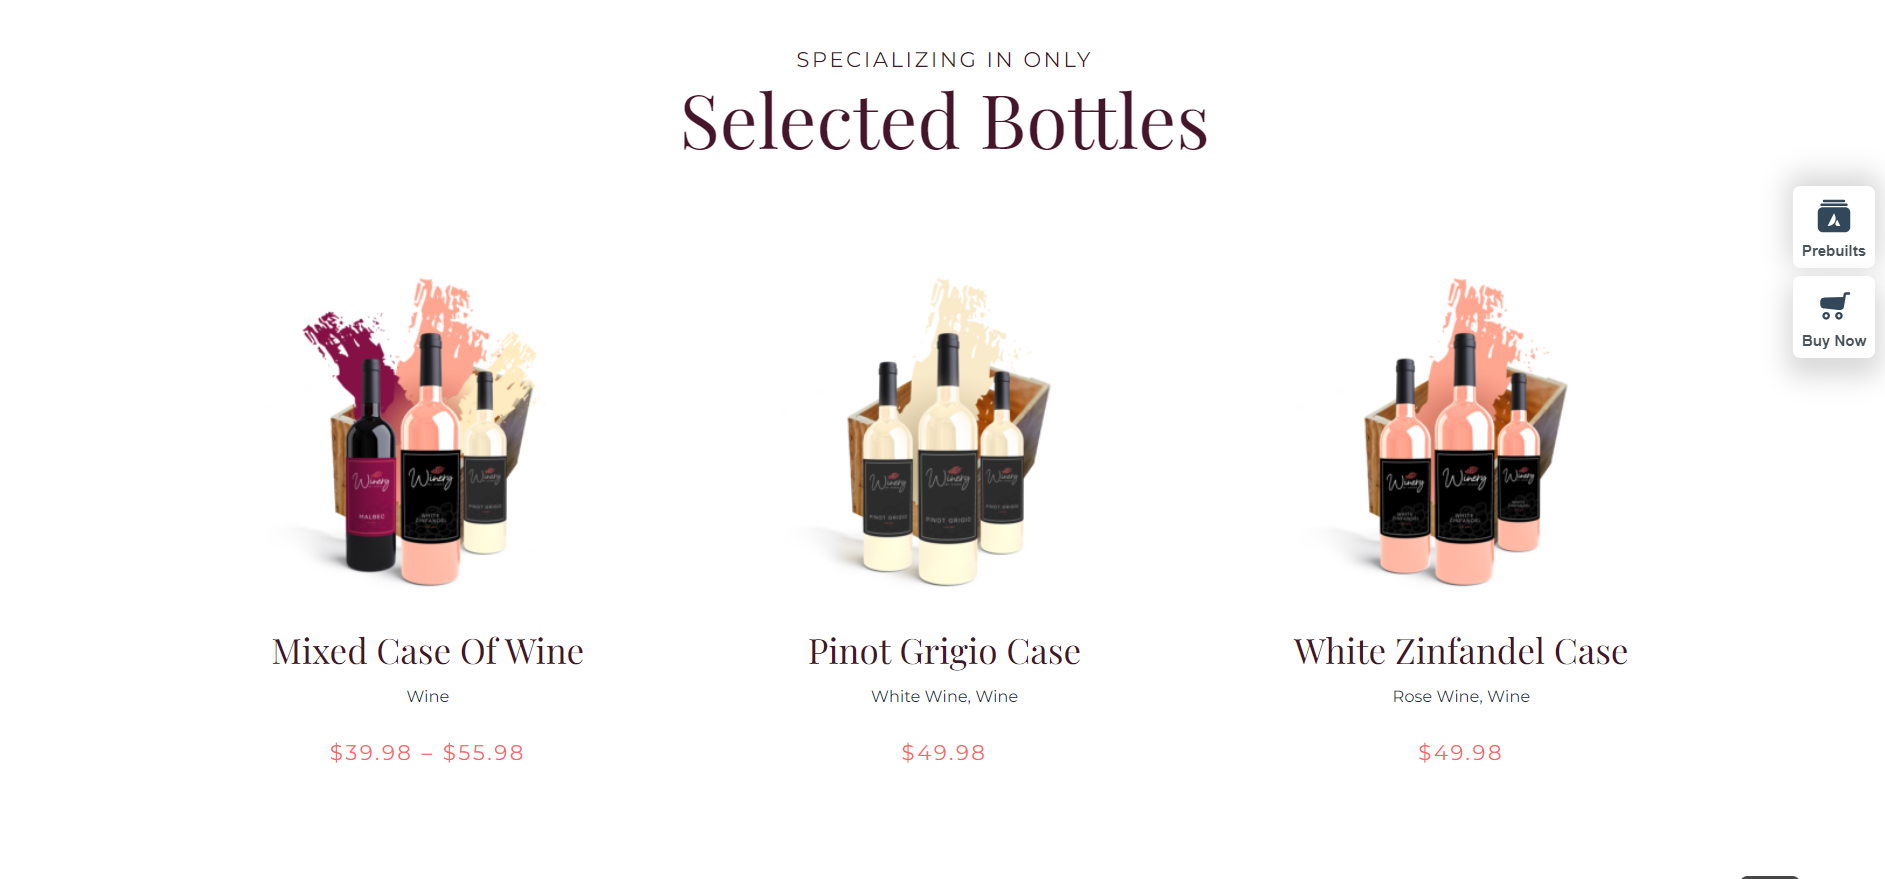 SPECIALIZING IN ONLY
Selected Bottles
Prebuilts
Buy Now
Winery
MALBEC
Winery
WHITE
ZINFANDEL
Winery
PINOT GRIGIO
Winery
PINOT GRIGIO
Winery
PINOT GRIGIO
Winery
PINOT GRIGIO
Winery
WHITE
ZINFANDEL
Winery
WHITE
ZINFANDEL
Winery
Mixed Case Of Wine
Wine
$39.98 – $55.98
Pinot Grigio Case
White Wine, Wine
$49.98
White Zinfandel Case
Rose Wine, Wine
$49.98